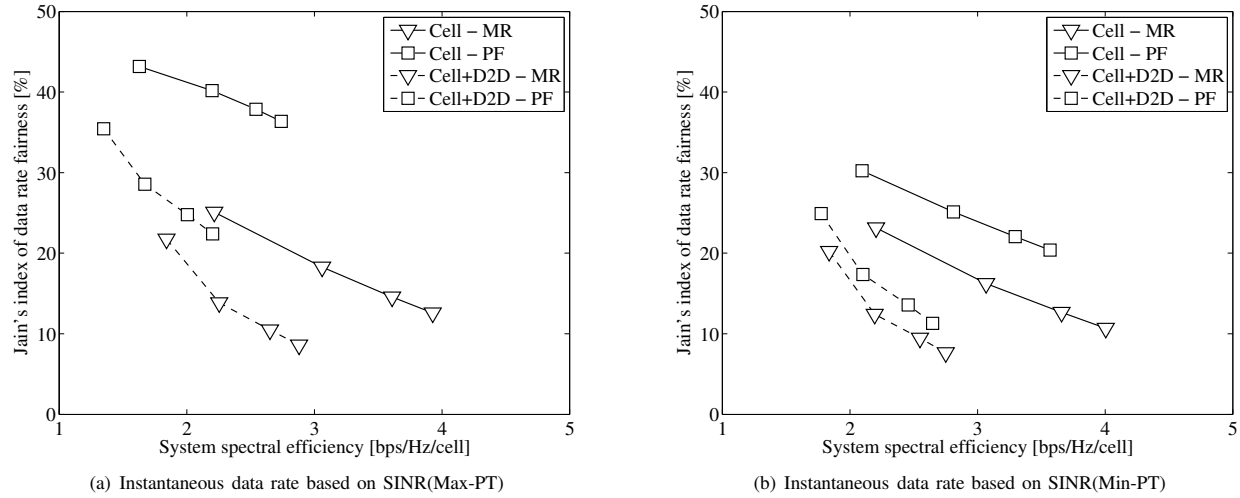 50
40
30
20
10
0
Jain's index of data rate fairness [%]
Cell – MR
Cell – PF
Cell+D2D – MR
Cell+D2D – PF
1 2 3 4 5
System spectral efficiency [bps/Hz/cell]
(a) Instantaneous data rate based on SINR(Max-PT)
50
40
30
20
10
0
Jain's index of data rate fairness [%]
Cell – MR
Cell – PF
Cell+D2D – MR
Cell+D2D – PF
1 2 3 4 5
System spectral efficiency [bps/Hz/cell]
(b) Instantaneous data rate based on SINR(Min-PT)